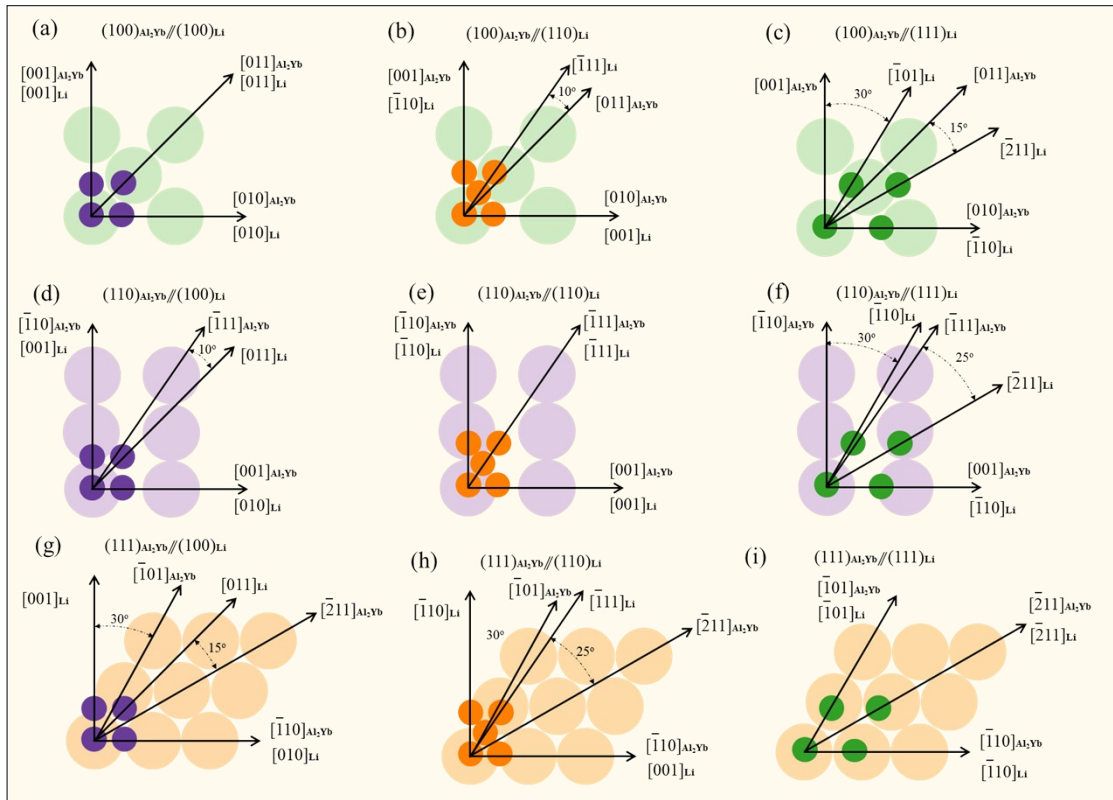 (a)
(100)Al₂Yb//(100)Li
[001]Al₂Yb
[001]Li
[011]Al₂Yb
[011]Li
[010]Al₂Yb
[010]Li
(b)
(100)Al₂Yb//(110)Li
[001]Al₂Yb
[1̄10]Li
[1̄11]Li
10°
[011]Al₂Yb
[010]Al₂Yb
[001]Li
(c)
(100)Al₂Yb//(111)Li
[001]Al₂Yb
[1̄01]Li
[011]Al₂Yb
30°
15°
[2̄11]Li
[010]Al₂Yb
[1̄10]Li
(d)
(110)Al₂Yb//(100)Li
[1̄10]Al₂Yb
[001]Li
[1̄11]Al₂Yb
10°
[011]Li
[001]Al₂Yb
[010]Li
(e)
(110)Al₂Yb//(110)Li
[1̄10]Al₂Yb
[1̄10]Li
[1̄11]Al₂Yb
[1̄11]Li
[001]Al₂Yb
[001]Li
(f)
(110)Al₂Yb//(111)Li
[1̄10]Al₂Yb
[1̄10]Li
[1̄11]Al₂Yb
30°
25°
[2̄11]Li
[001]Al₂Yb
[1̄10]Li
(g)
(111)Al₂Yb//(100)Li
[001]Li
[1̄01]Al₂Yb
[011]Li
[2̄11]Al₂Yb
30°
15°
[1̄10]Al₂Yb
[010]Li
(h)
(111)Al₂Yb//(110)Li
[1̄10]Li
[1̄01]Al₂Yb
[1̄11]Li
[2̄11]Al₂Yb
30°
25°
[1̄10]Al₂Yb
[001]Li
(i)
(111)Al₂Yb//(111)Li
[1̄01]Al₂Yb
[1̄01]Li
[2̄11]Al₂Yb
[2̄11]Li
[1̄10]Al₂Yb
[1̄10]Li